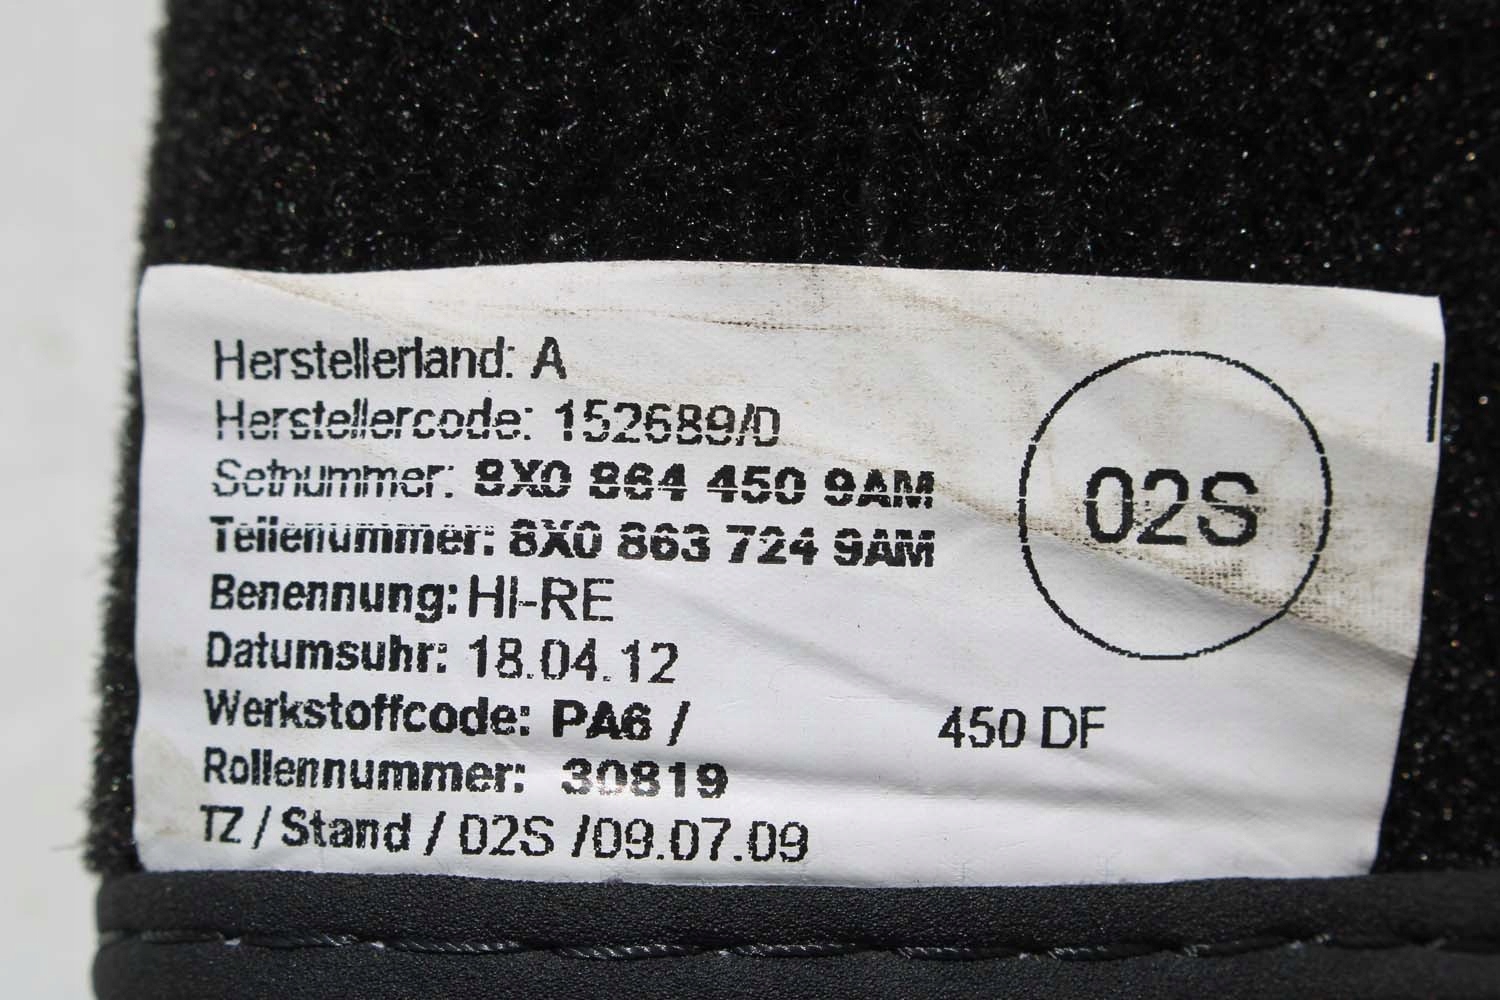 Herstellerland: A
Herstellercode: 152689/D
Setnummer: 8X0 864 450 9AM
Teilenummer: 8X0 863 724 9AM
Benennung: HI-RE
Datumsuhr: 18.04.12
Werkstoffcode: PA6 / 450 DF
Rollennummer: 30819
TZ / Stand / 02S /09.07.09
02S